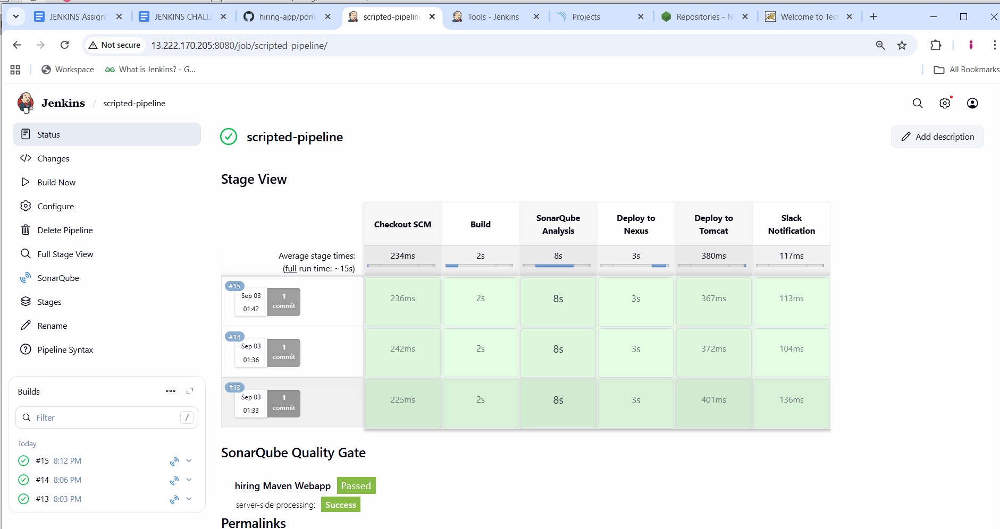 JENKINS Assignr
JENKINS CHALL
hiring-app/pom
scripted-pipeline
Tools - Jenkins
Projects
Repositories - N
Welcome to Tecl
Not secure
13.222.170.205:8080/job/scripted-pipeline/
Workspace
What is Jenkins? - G...
All Bookmarks
Jenkins / scripted-pipeline
Status
Changes
Build Now
Configure
Delete Pipeline
Full Stage View
SonarQube
Stages
Rename
Pipeline Syntax
Builds
Filter
/
Today
#15 8:12 PM
#14 8:06 PM
#13 8:03 PM
scripted-pipeline
Add description
Stage View
Checkout SCM
Build
SonarQube
Analysis
Deploy to
Nexus
Deploy to
Tomcat
Slack
Notification
Average stage times:
(full run time: ~15s)
234ms
2s
8s
3s
380ms
117ms
#15
Sep 03
01:42
1
commit
236ms
2s
8s
3s
367ms
113ms
#14
Sep 03
01:36
1
commit
242ms
2s
8s
3s
372ms
104ms
#13
Sep 03
01:33
1
commit
225ms
2s
8s
3s
401ms
136ms
SonarQube Quality Gate
hiring Maven Webapp Passed
server-side processing: Success
Permalinks